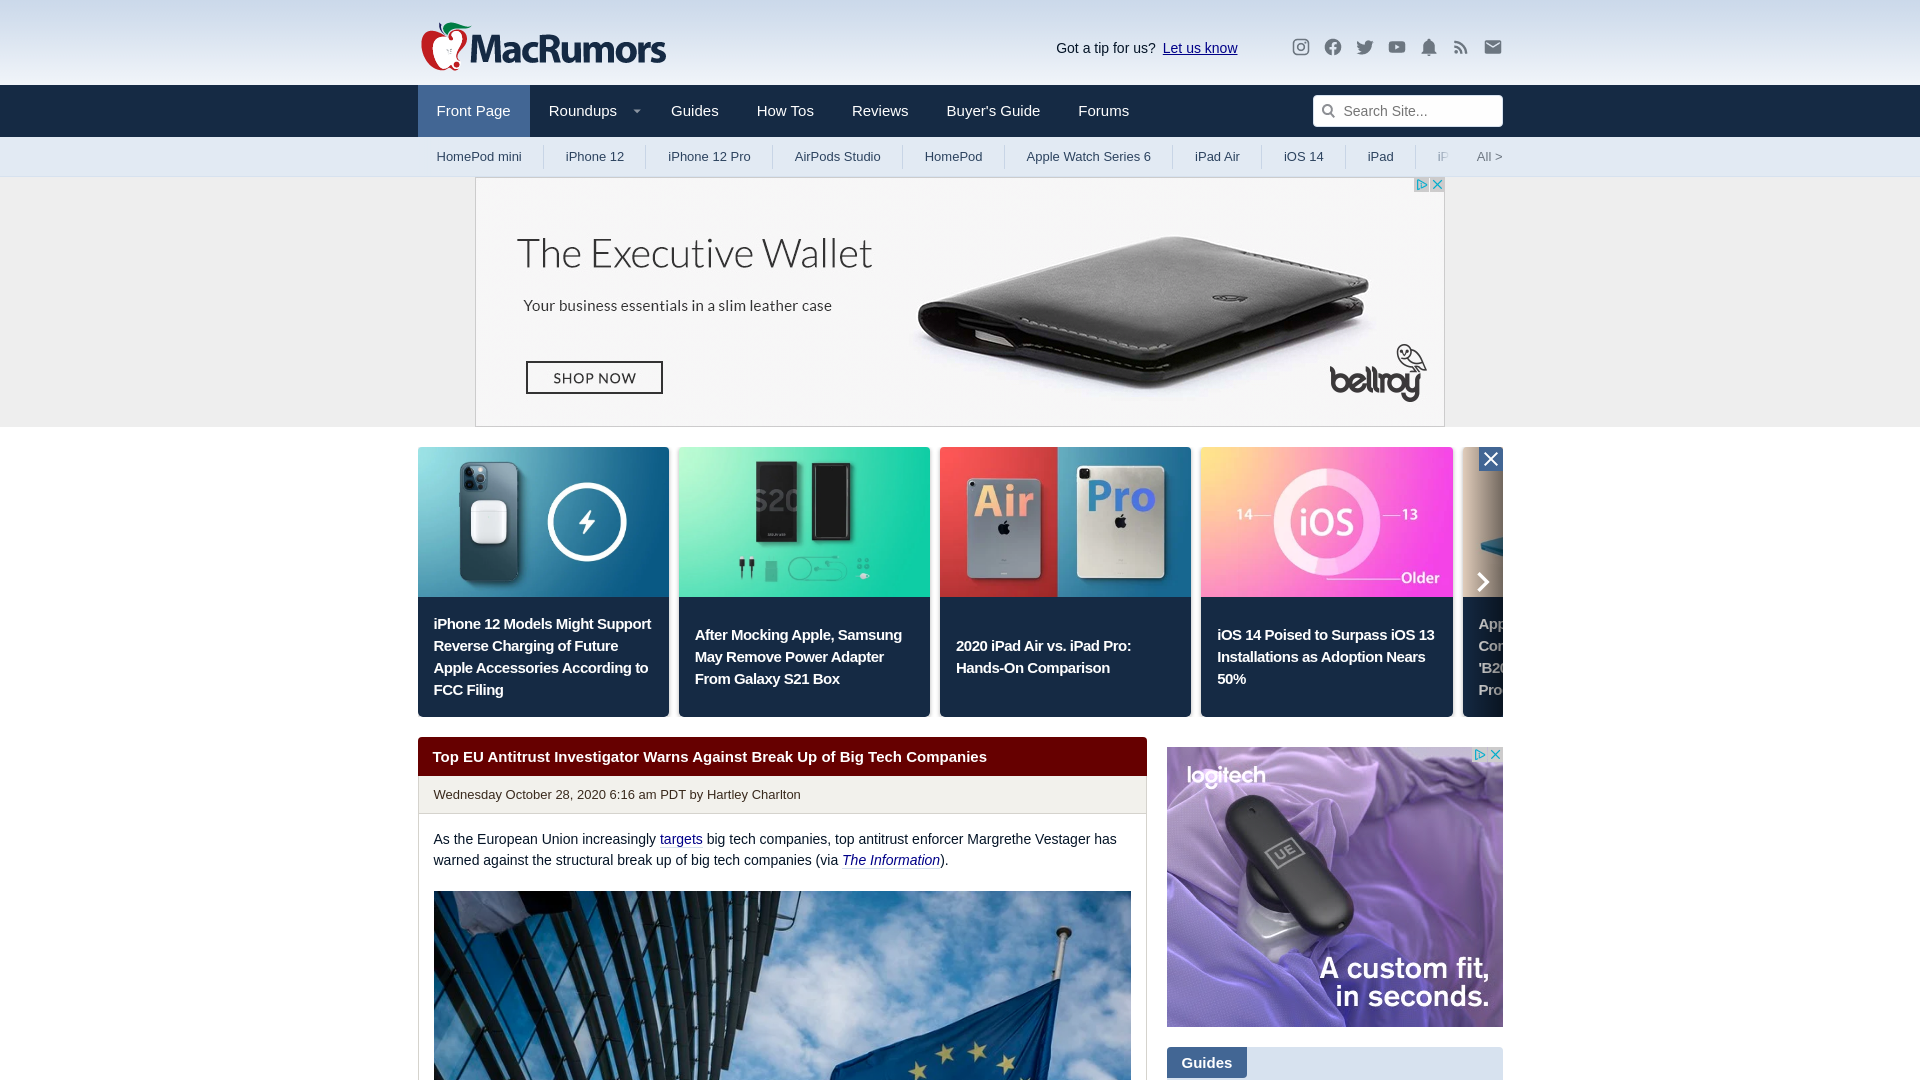 MacRumors
Got a tip for us? Let us know
Front Page
Roundups
Guides
How Tos
Reviews
Buyer's Guide
Forums
Search Site...
HomePod mini
iPhone 12
iPhone 12 Pro
AirPods Studio
HomePod
Apple Watch Series 6
iPad Air
iOS 14
iPad
iP
All >
The Executive Wallet
Your business essentials in a slim leather case
SHOP NOW
bellroy
S20
Air
Pro
14
iOS
13
Older
iPhone 12 Models Might Support
Reverse Charging of Future
Apple Accessories According to
FCC Filing
After Mocking Apple, Samsung
May Remove Power Adapter
From Galaxy S21 Box
2020 iPad Air vs. iPad Pro:
Hands-On Comparison
iOS 14 Poised to Surpass iOS 13
Installations as Adoption Nears
50%
App
Cor
'B20
Pro
Top EU Antitrust Investigator Warns Against Break Up of Big Tech Companies
Wednesday October 28, 2020 6:16 am PDT by Hartley Charlton
As the European Union increasingly targets big tech companies, top antitrust enforcer Margrethe Vestager has
warned against the structural break up of big tech companies (via The Information).
logitech
UE
A custom fit,
in seconds.
Guides